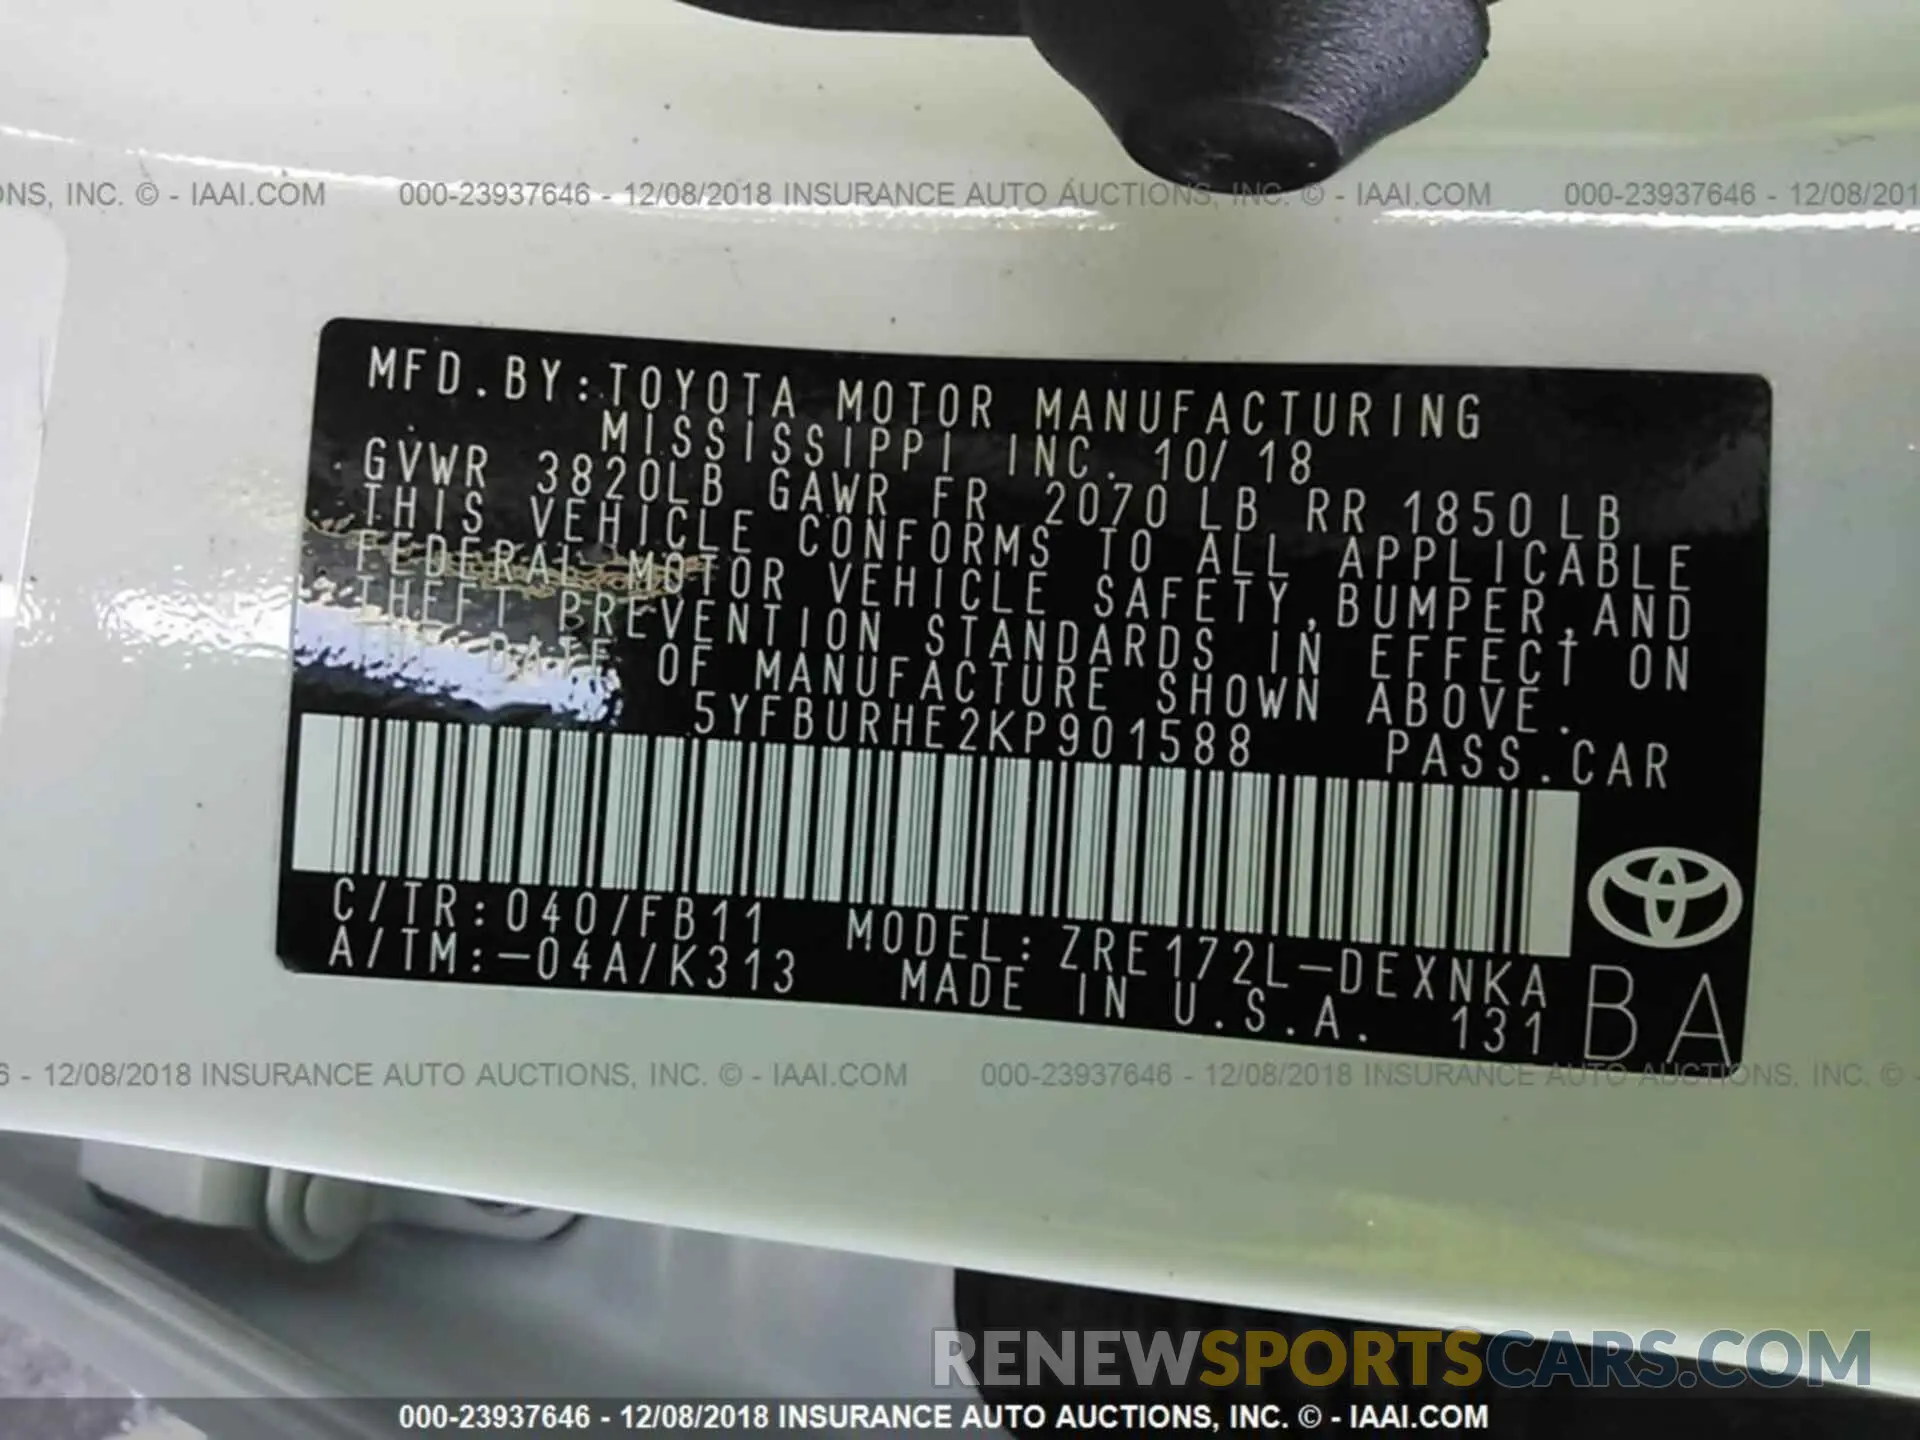 ONS, INC. © - IAAI.COM 000-23937646 - 12/08/2018 INSURANCE AUTO AUCTIONS, INC. © - IAAI.COM 000-23937646 - 12/08/201
MFD.BY:TOYOTA MOTOR MANUFACTURING
MISSISSIPPI INC. 10/18
GVWR 3820LB GAWR FR 2070LB RR 1850LB
THIS VEHICLE CONFORMS TO ALL APPLICABLE
FEDERAL MOTOR VEHICLE SAFETY,BUMPER,AND
THEFT PREVENTION STANDARDS IN EFFECT ON
THE DATE OF MANUFACTURE SHOWN ABOVE.
5YFBURHE2KP901588 PASS.CAR
C/TR:040/FB11 MODEL:ZRE172L-DEXNKA
A/TM:-04A/K313 MADE IN U.S.A. 131 BA
6 - 12/08/2018 INSURANCE AUTO AUCTIONS, INC. © - IAAI.COM 000-23937646 - 12/08/2018 INSURANCE AUTO AUCTIONS, INC. © -
RENEWSPORTSCARS.COM
000-23937646 - 12/08/2018 INSURANCE AUTO AUCTIONS, INC. © - IAAI.COM